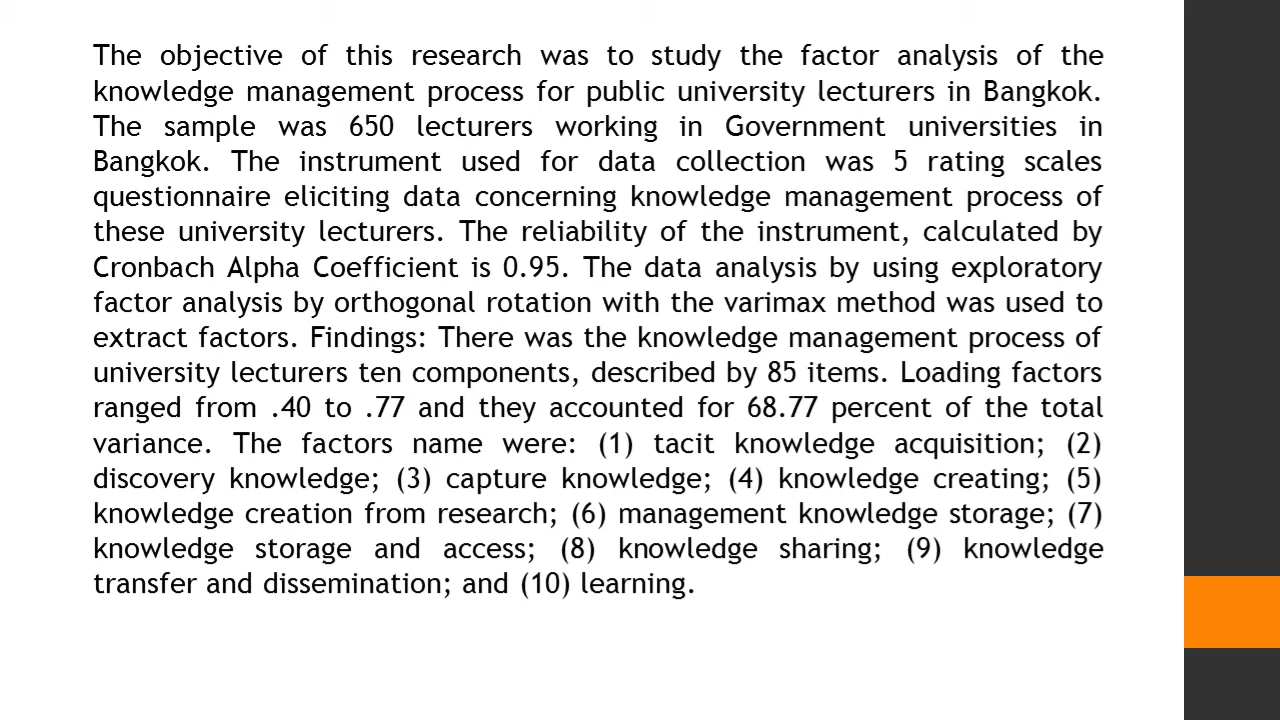 The objective of this research was to study the factor analysis of the
knowledge management process for public university lecturers in Bangkok.
The sample was 650 lecturers working in Government universities in
Bangkok. The instrument used for data collection was 5 rating scales
questionnaire eliciting data concerning knowledge management process of
these university lecturers. The reliability of the instrument, calculated by
Cronbach Alpha Coefficient is 0.95. The data analysis by using exploratory
factor analysis by orthogonal rotation with the varimax method was used to
extract factors. Findings: There was the knowledge management process of
university lecturers ten components, described by 85 items. Loading factors
ranged from .40 to .77 and they accounted for 68.77 percent of the total
variance. The factors name were: (1) tacit knowledge acquisition; (2)
discovery knowledge; (3) capture knowledge; (4) knowledge creating; (5)
knowledge creation from research; (6) management knowledge storage; (7)
knowledge storage and access; (8) knowledge sharing; (9) knowledge
transfer and dissemination; and (10) learning.